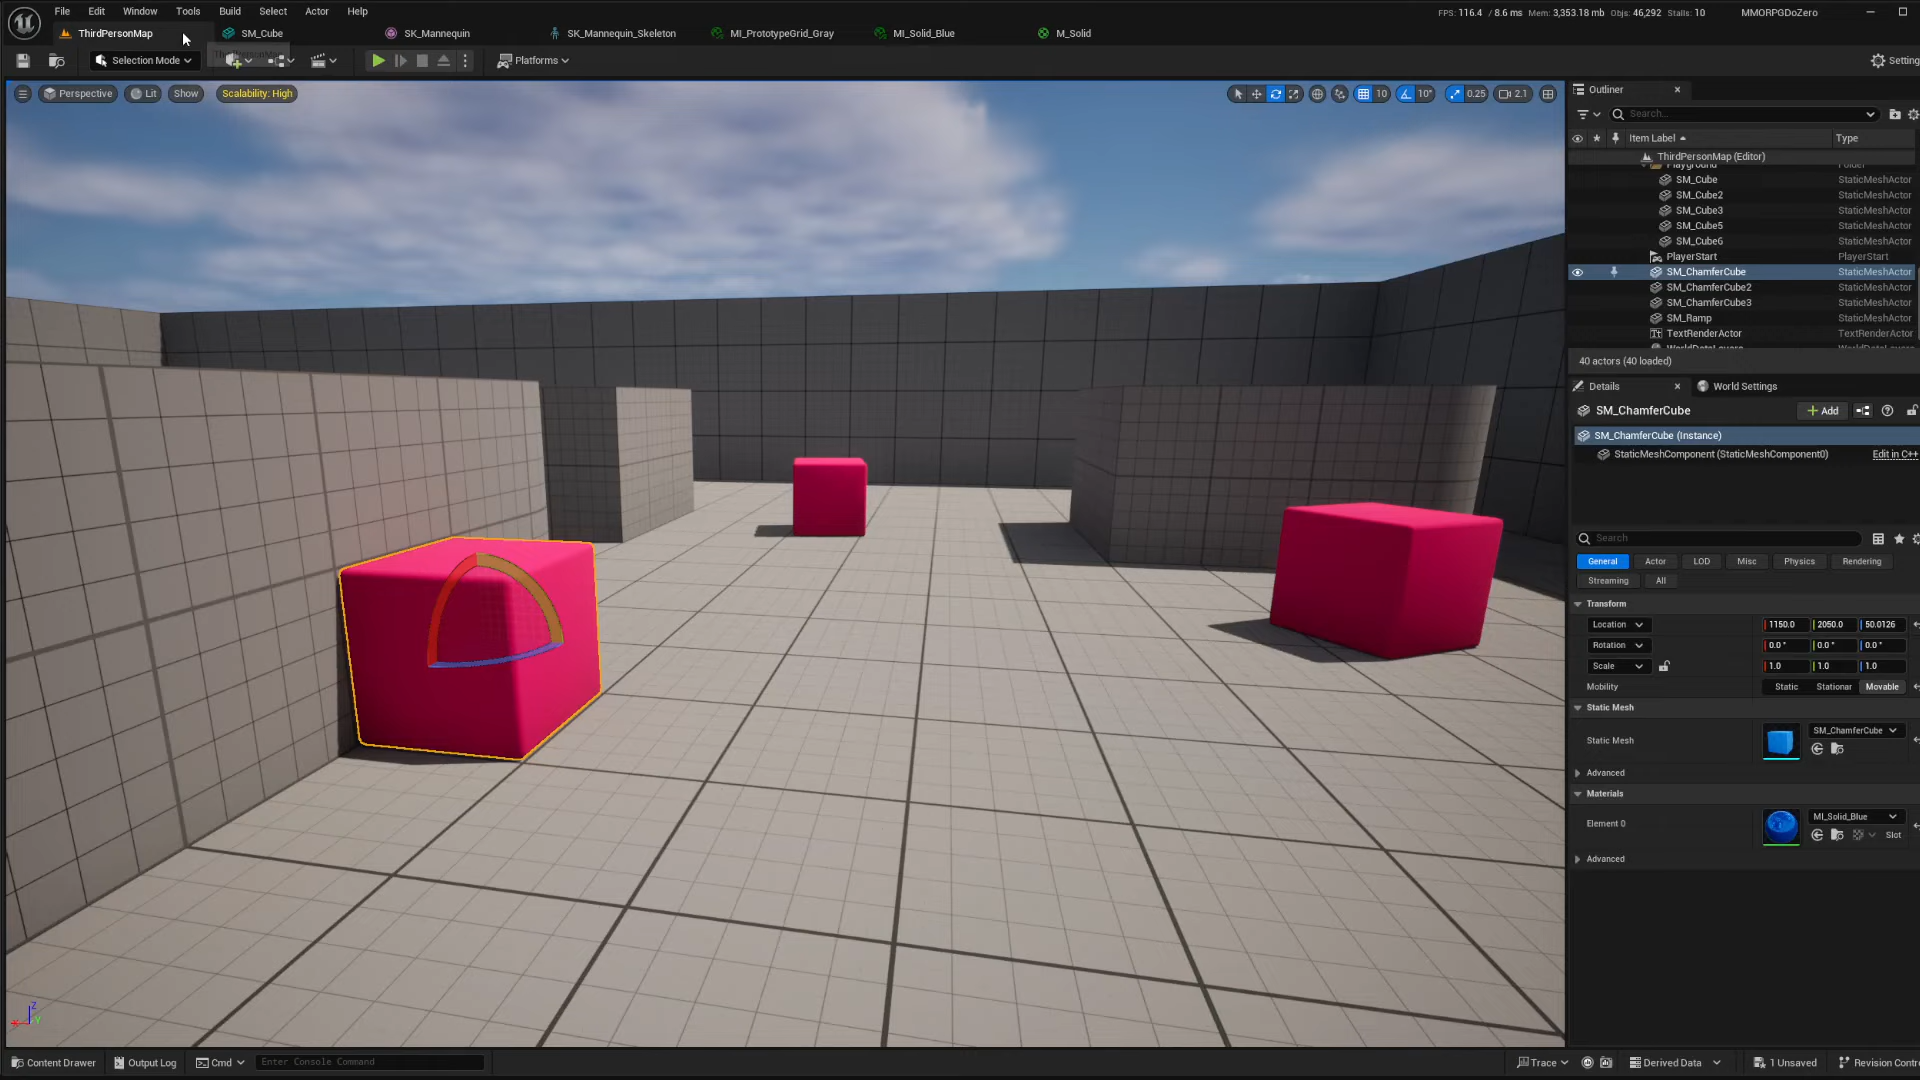 File Edit Window Tools Build Select Actor Help
FPS: 116.4 / 8.6 ms Mem: 3,353.18 mb Objs: 46,292 Stalls: 10
MMORPGDoZero
ThirdPersonMap
SM_Cube
SK_Mannequin
SK_Mannequin_Skeleton
MI_PrototypeGrid_Gray
MI_Solid_Blue
M_Solid
Selection Mode
Platforms
Setting
Perspective
Lit
Show
Scalability: High
10
10°
0.25
2.1
Outliner
Search...
Item Label
Type
ThirdPersonMap (Editor)
Playground
Folder
SM_Cube StaticMeshActor
SM_Cube2 StaticMeshActor
SM_Cube3 StaticMeshActor
SM_Cube5 StaticMeshActor
SM_Cube6 StaticMeshActor
PlayerStart PlayerStart
SM_ChamferCube StaticMeshActor
SM_ChamferCube2 StaticMeshActor
SM_ChamferCube3 StaticMeshActor
SM_Ramp StaticMeshActor
TextRenderActor TextRenderActor
40 actors (40 loaded)
Details
World Settings
SM_ChamferCube
Add
SM_ChamferCube (Instance)
StaticMeshComponent (StaticMeshComponent0)
Edit in C++
Search
General Actor LOD Misc Physics Rendering
Streaming All
Transform
Location 1150.0 2050.0 50.0126
Rotation 0.0° 0.0° 0.0°
Scale 1.0 1.0 1.0
Mobility Static Stationar Movable
Static Mesh
Static Mesh
SM_ChamferCube
Advanced
Materials
Element 0
MI_Solid_Blue
Slot
Advanced
Z
X
Y
Content Drawer
Output Log
Cmd
Enter Console Command
Trace
Derived Data
1 Unsaved
Revision Contr